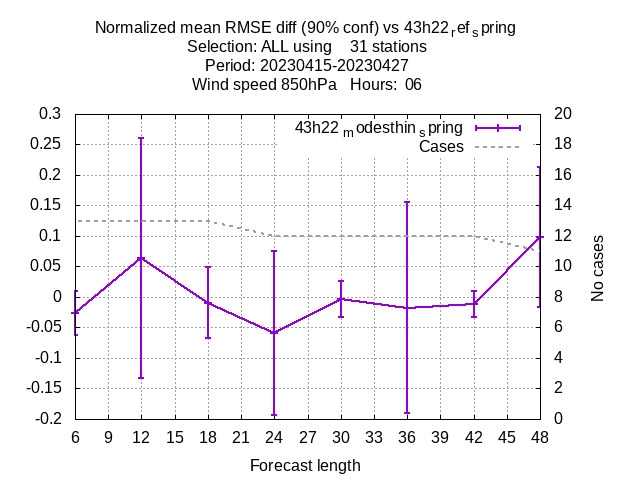 Normalized mean RMSE diff (90% conf) vs 43h22refspring
Selection: ALL using 31 stations
Period: 20230415-20230427
Wind speed 850hPa Hours: 06
43h22modesthinspring
Cases
0.3
0.25
0.2
0.15
0.1
0.05
0
-0.05
-0.1
-0.15
-0.2
20
18
16
14
12
10
8
6
4
2
0
No cases
6 9 12 15 18 21 24 27 30 33 36 39 42 45 48
Forecast length